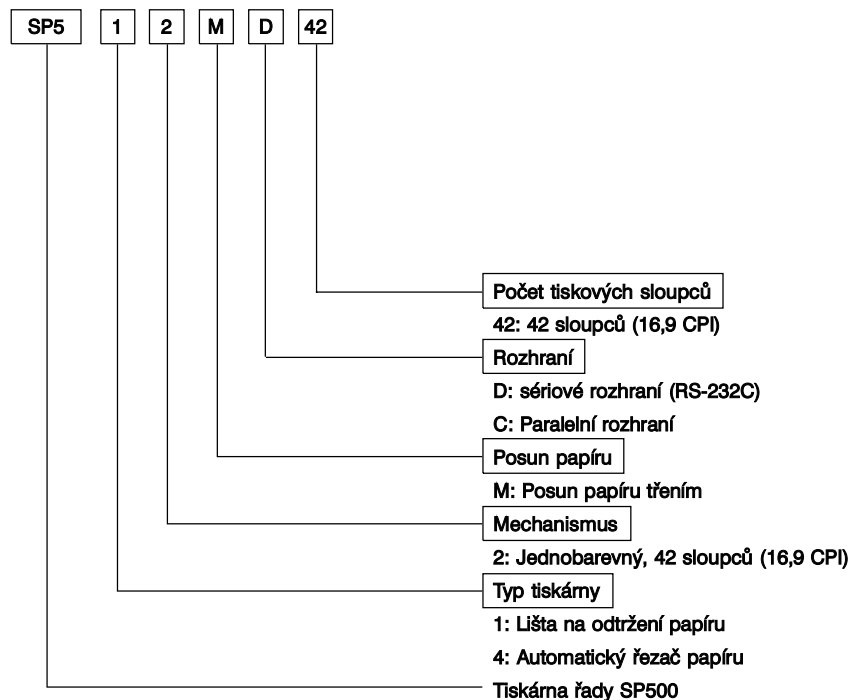 SP5 1 2 M D 42
Počet tiskových sloupců
42: 42 sloupců (16,9 CPI)
Rozhraní
D: sériové rozhraní (RS-232C)
C: Paralelní rozhraní
Posun papíru
M: Posun papíru třením
Mechanismus
2: Jednobarevný, 42 sloupců (16,9 CPI)
Typ tiskárny
1: Lišta na odtržení papíru
4: Automatický řezač papíru
Tiskárna řady SP500